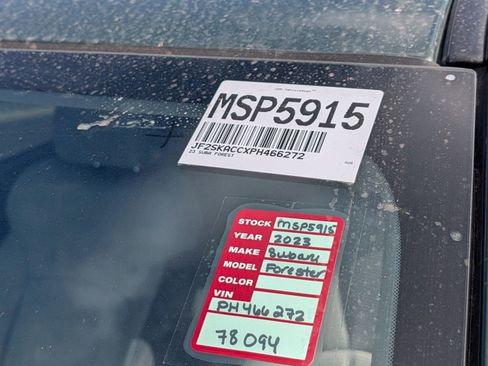 MSP5915
JF2SKACCXPH466272
23 SUBA FOREST
STOCK MSP5915
YEAR 2023
MAKE Subaru
MODEL Forester
COLOR
VIN
PH466272
78094